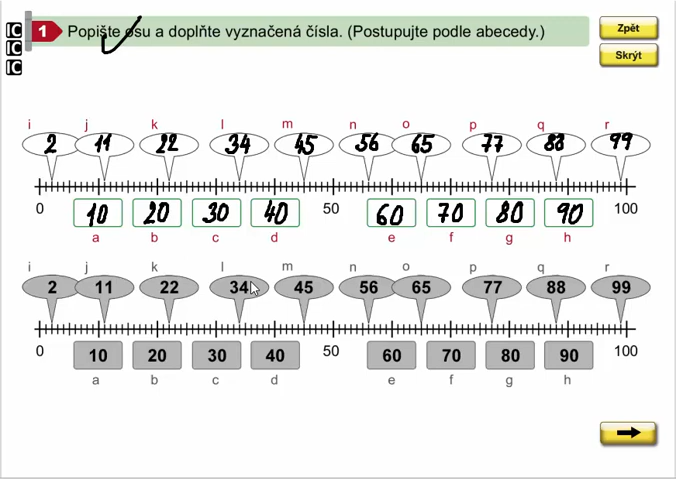 1 Popište osu a doplňte vyznačená čísla. (Postupujte podle abecedy.)
Zpět
Skrýt
i j k l m n o p q r
2 11 22 34 45 56 65 77 88 99
0 50 100
10 20 30 40 60 70 80 90
a b c d e f g h
i j k l m n o p q r
2 11 22 34 45 56 65 77 88 99
0 50 100
10 20 30 40 60 70 80 90
a b c d e f g h